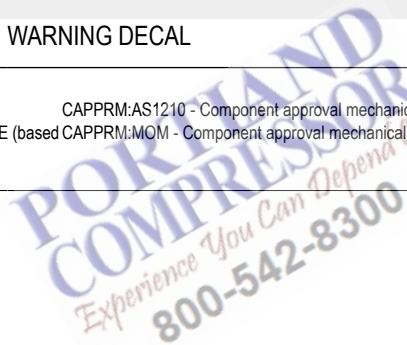 WARNING DECAL
CAPPRM:AS1210 - Component approval mechanic
E (based CAPPRM:MOM - Component approval mechanical
PORTLAND
COMPRESSOR
Experience You Can Depend
800-542-8300